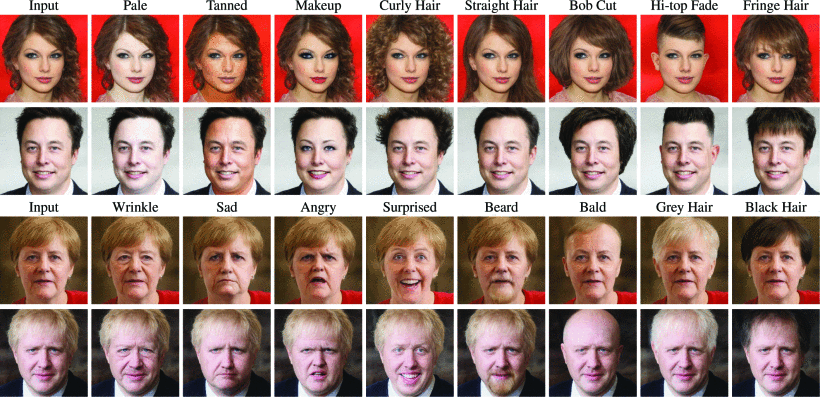 Input Pale Tanned Makeup Curly Hair Straight Hair Bob Cut Hi-top Fade Fringe Hair
Input Wrinkle Sad Angry Surprised Beard Bald Grey Hair Black Hair